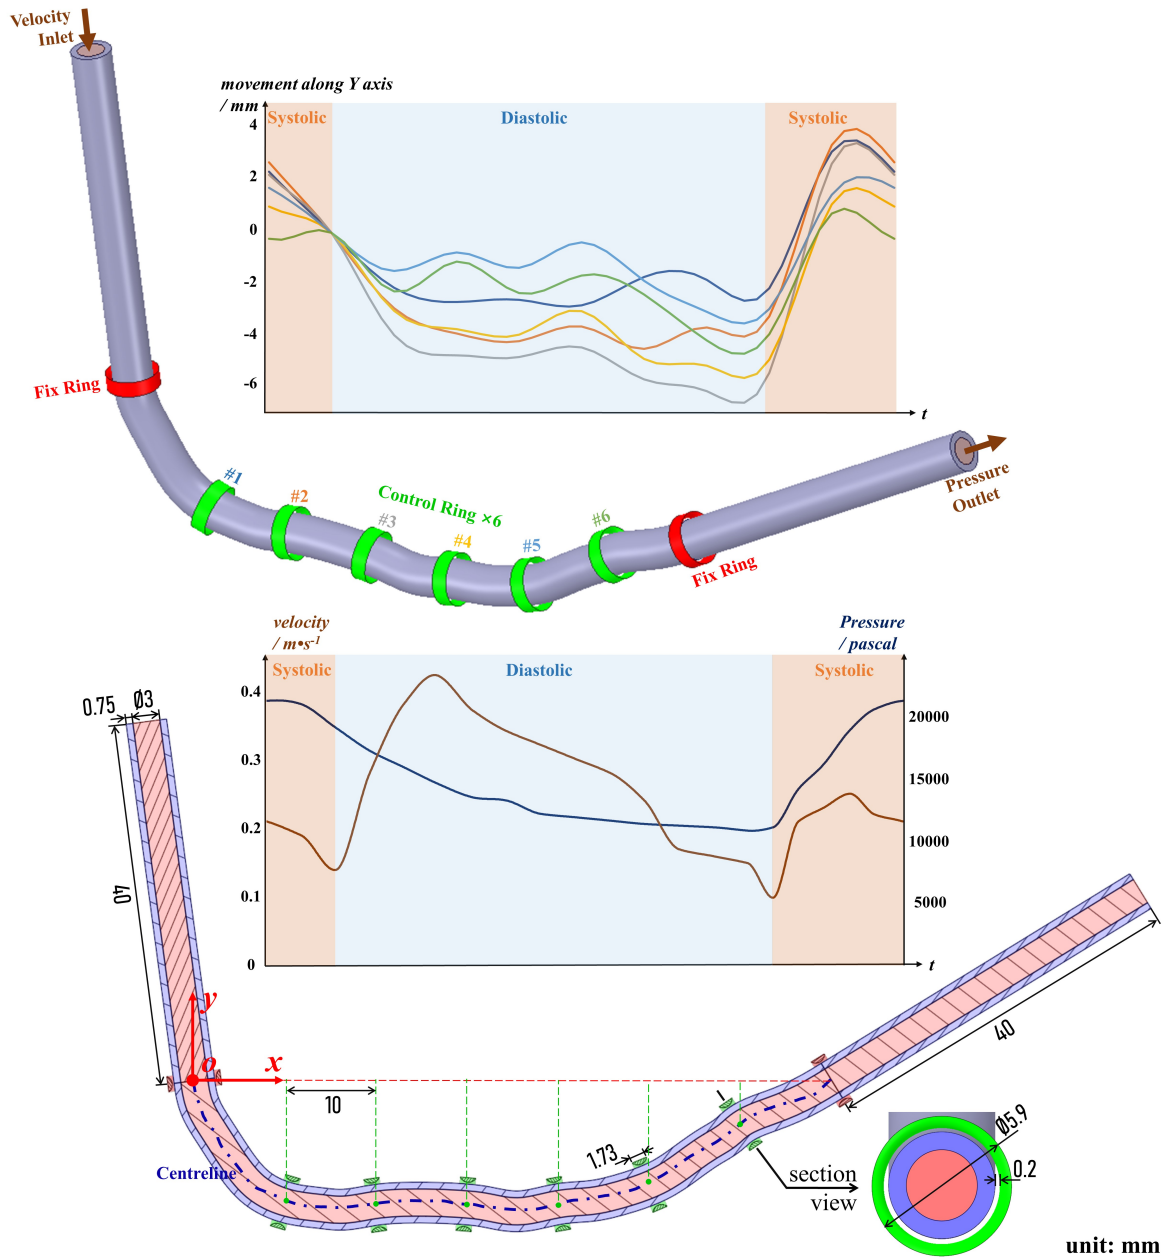 Velocity
Inlet
movement along Y axis
/ mm
Systolic
Diastolic
Systolic
4
2
0
-2
-4
-6
t
Fix Ring
#1
#2
Control Ring ×6
#3
#4
#5
#6
Fix Ring
Pressure
Outlet
velocity
/ m•s-1
Pressure
/ pascal
Systolic
Diastolic
Systolic
0.4
0.3
0.2
0.1
0
20000
15000
10000
5000
t
0.75
Ø3
40
y
o
x
10
Centreline
1.73
40
section
view
Ø5.9
0.2
unit: mm